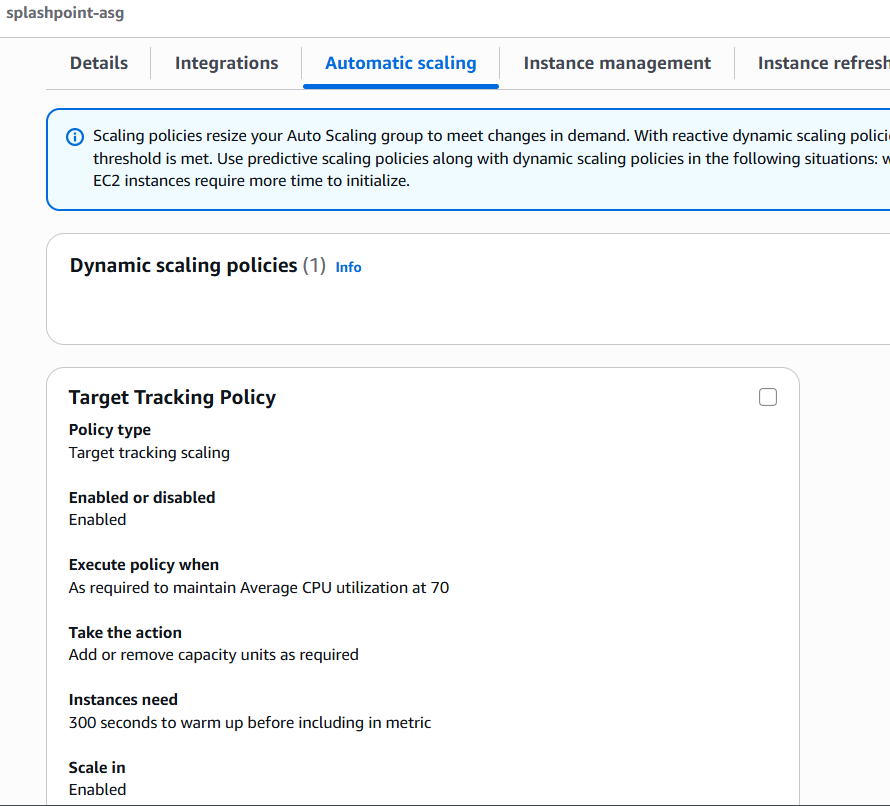 splashpoint-asg
Details
Integrations
Automatic scaling
Instance management
Instance refresh
Scaling policies resize your Auto Scaling group to meet changes in demand. With reactive dynamic scaling polici
threshold is met. Use predictive scaling policies along with dynamic scaling policies in the following situations: w
EC2 instances require more time to initialize.
Dynamic scaling policies (1) Info
Target Tracking Policy
Policy type
Target tracking scaling
Enabled or disabled
Enabled
Execute policy when
As required to maintain Average CPU utilization at 70
Take the action
Add or remove capacity units as required
Instances need
300 seconds to warm up before including in metric
Scale in
Enabled